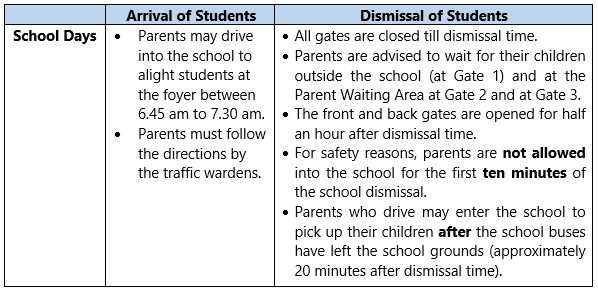 Arrival of Students
Dismissal of Students
School Days
• Parents may drive
into the school to
alight students at
the foyer between
6.45 am to 7.30 am.
• Parents must follow
the directions by
the traffic wardens.
• All gates are closed till dismissal time.
• Parents are advised to wait for their children
outside the school (at Gate 1) and at the
Parent Waiting Area at Gate 2 and at Gate 3.
• The front and back gates are opened for half
an hour after dismissal time.
• For safety reasons, parents are not allowed
into the school for the first ten minutes of
the school dismissal.
• Parents who drive may enter the school to
pick up their children after the school buses
have left the school grounds (approximately
20 minutes after dismissal time).